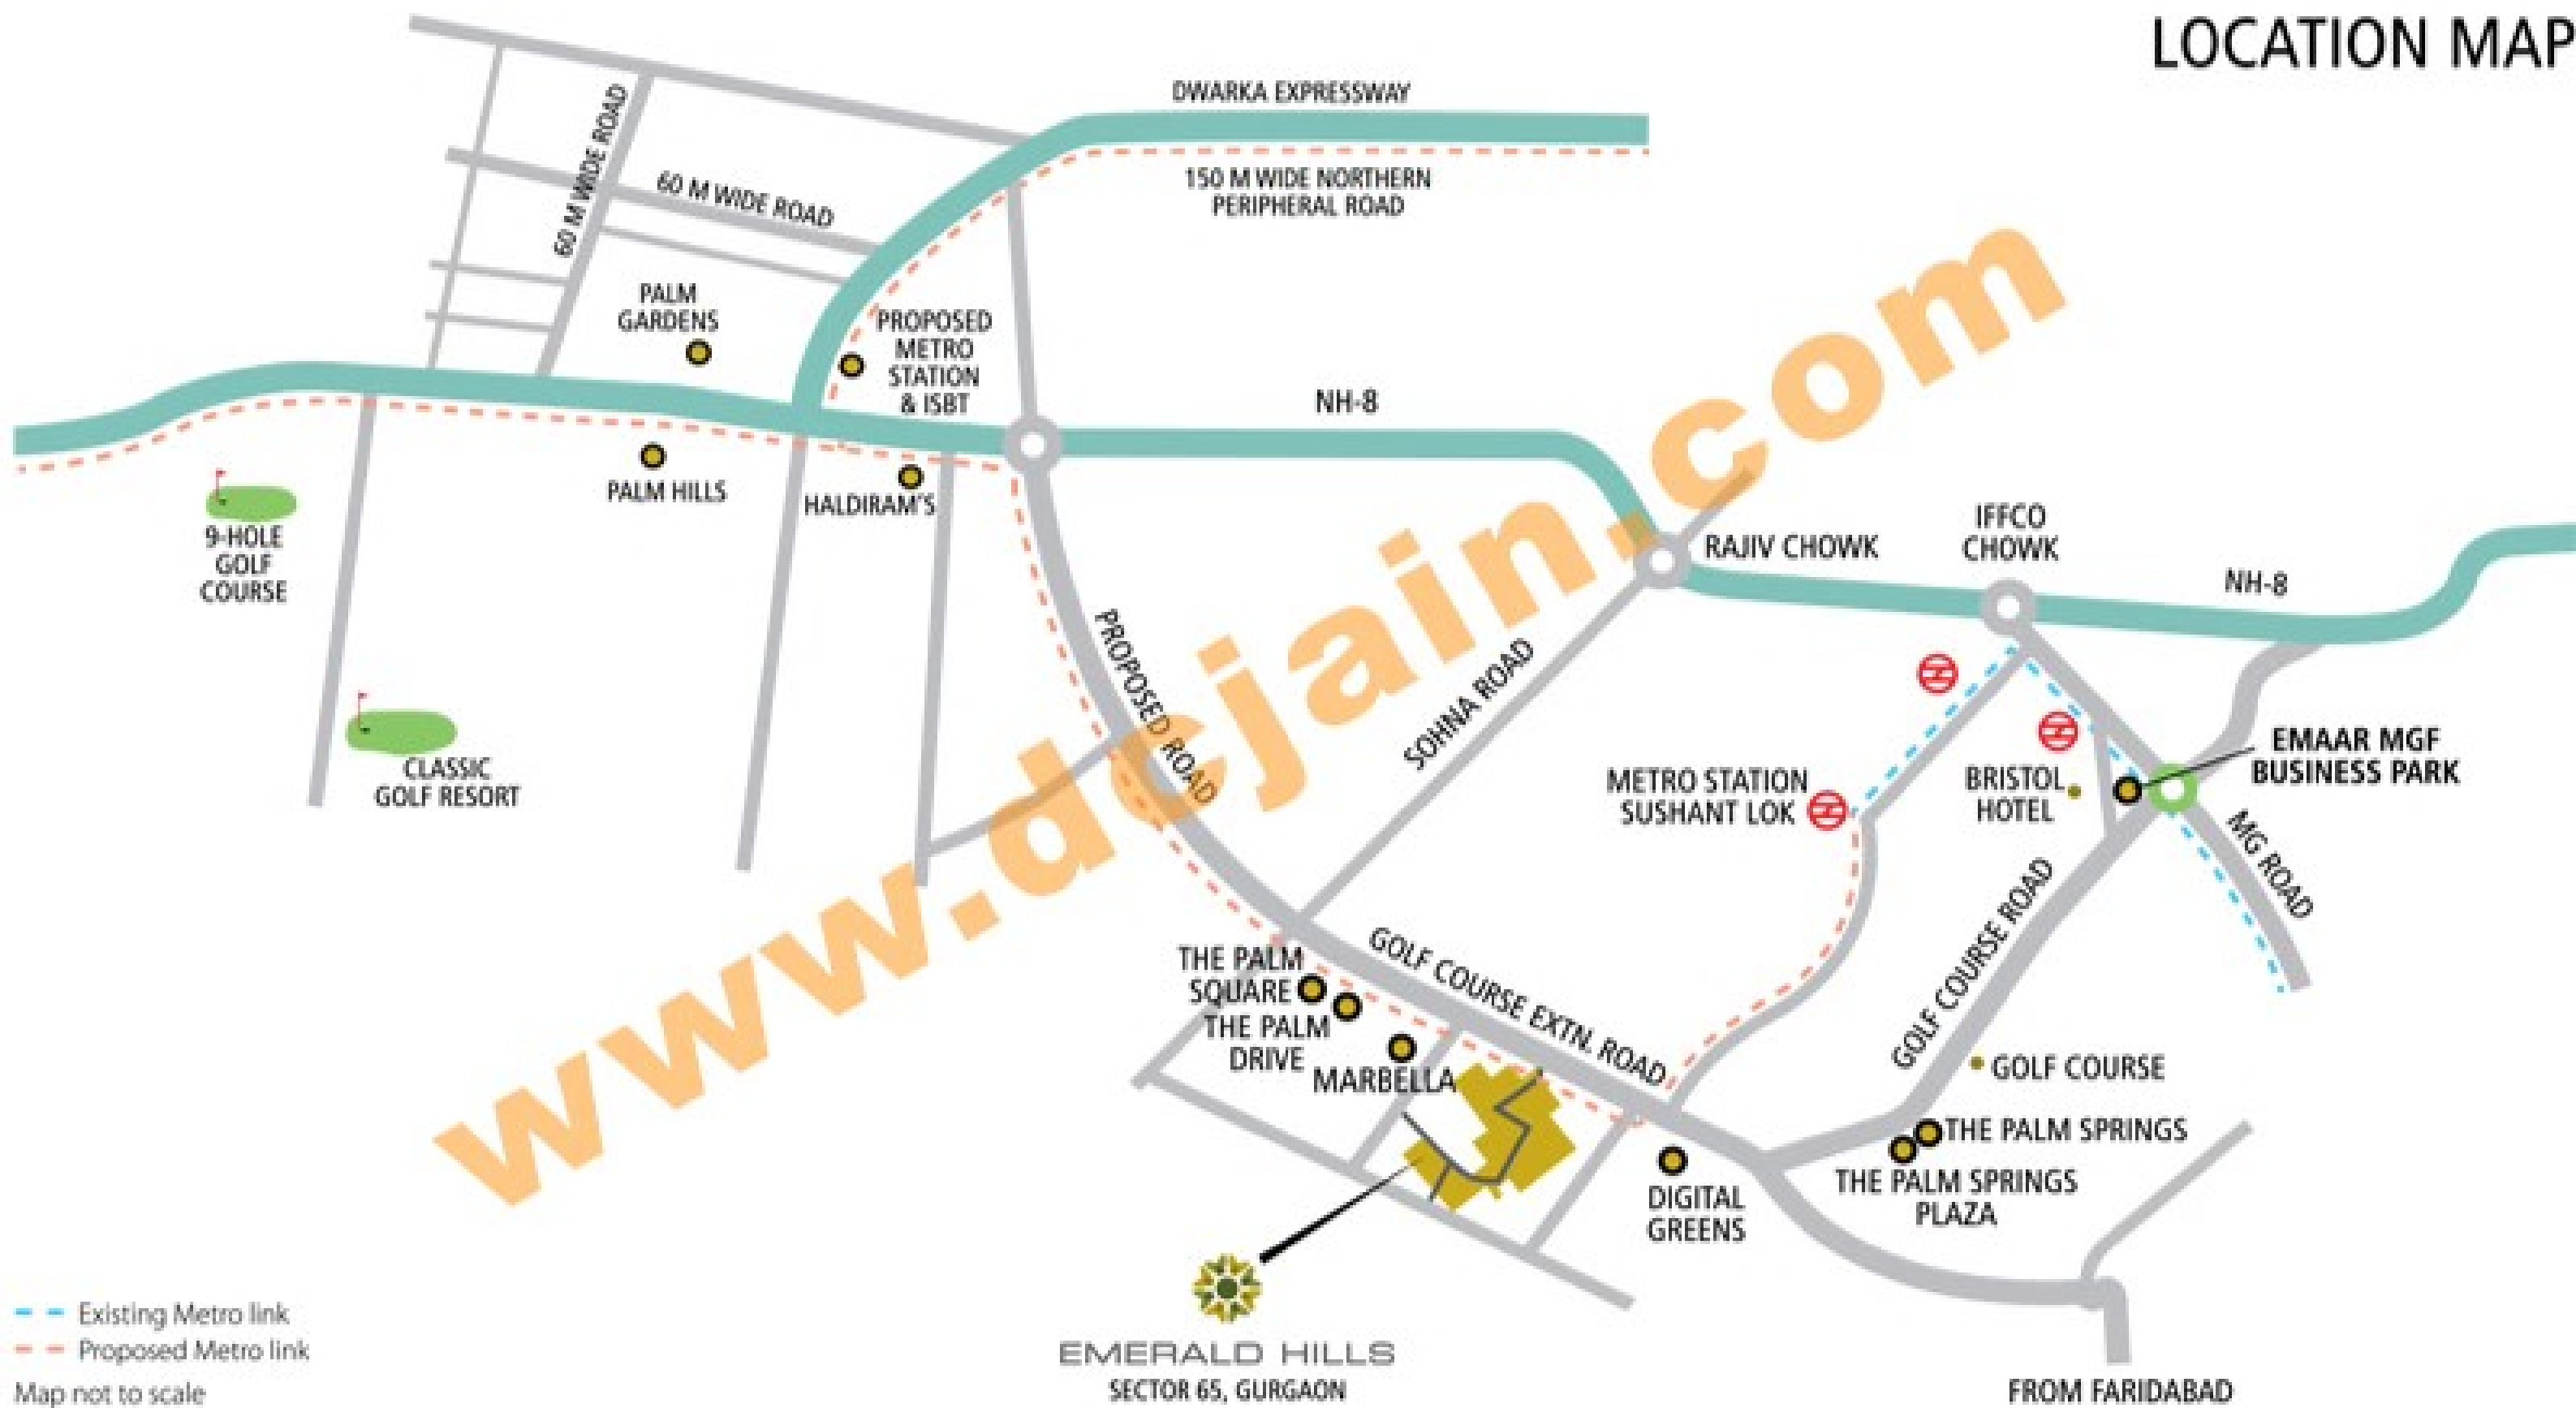 LOCATION MAP
DWARKA EXPRESSWAY
150 M WIDE NORTHERN
PERIPHERAL ROAD
60 M WIDE ROAD
60 M WIDE ROAD
PALM
GARDENS
PROPOSED
METRO
STATION
& ISBT
NH-8
PALM HILLS
HALDIRAM'S
9-HOLE
GOLF
COURSE
CLASSIC
GOLF RESORT
RAJIV CHOWK
IFFCO
CHOWK
NH-8
PROPOSED ROAD
SOHNA ROAD
METRO STATION
SUSHANT LOK
BRISTOL
HOTEL
EMAAR MGF
BUSINESS PARK
MG ROAD
GOLF COURSE ROAD
GOLF COURSE EXTN. ROAD
THE PALM
SQUARE
THE PALM
DRIVE
MARBELLA
GOLF COURSE
THE PALM SPRINGS
THE PALM SPRINGS
PLAZA
DIGITAL
GREENS
EMERALD HILLS
SECTOR 65, GURGAON
FROM FARIDABAD
Existing Metro link
Proposed Metro link
Map not to scale
www.dcjain.com